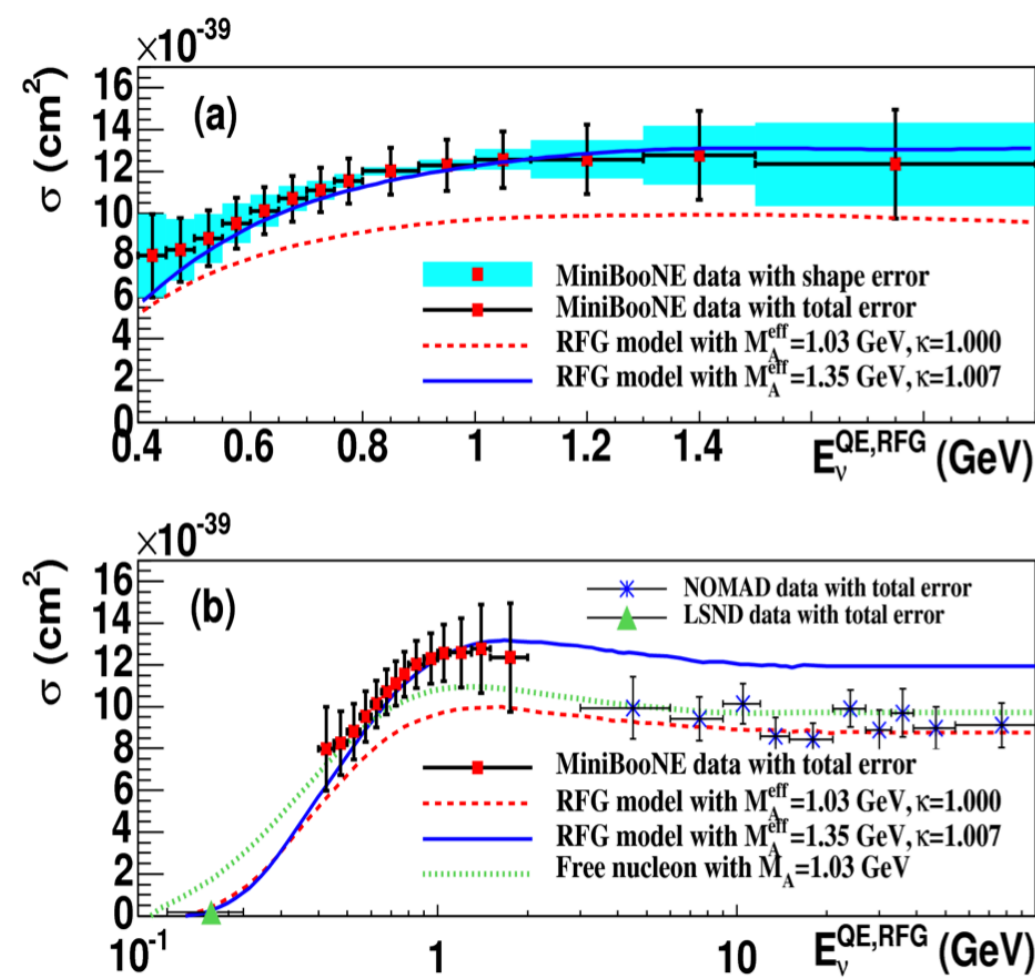 ×10⁻³⁹
σ (cm²)
(a)
16
14
12
10
8
6
4
2
0
MiniBooNE data with shape error
MiniBooNE data with total error
RFG model with M_A^eff=1.03 GeV, κ=1.000
RFG model with M_A^eff=1.35 GeV, κ=1.007
0.4 0.6 0.8 1 1.2 1.4
E_ν^QE,RFG (GeV)
×10⁻³⁹
σ (cm²)
(b)
16
14
12
10
8
6
4
2
0
NOMAD data with total error
LSND data with total error
MiniBooNE data with total error
RFG model with M_A^eff=1.03 GeV, κ=1.000
RFG model with M_A^eff=1.35 GeV, κ=1.007
Free nucleon with M_A=1.03 GeV
10⁻¹ 1 10
E_ν^QE,RFG (GeV)